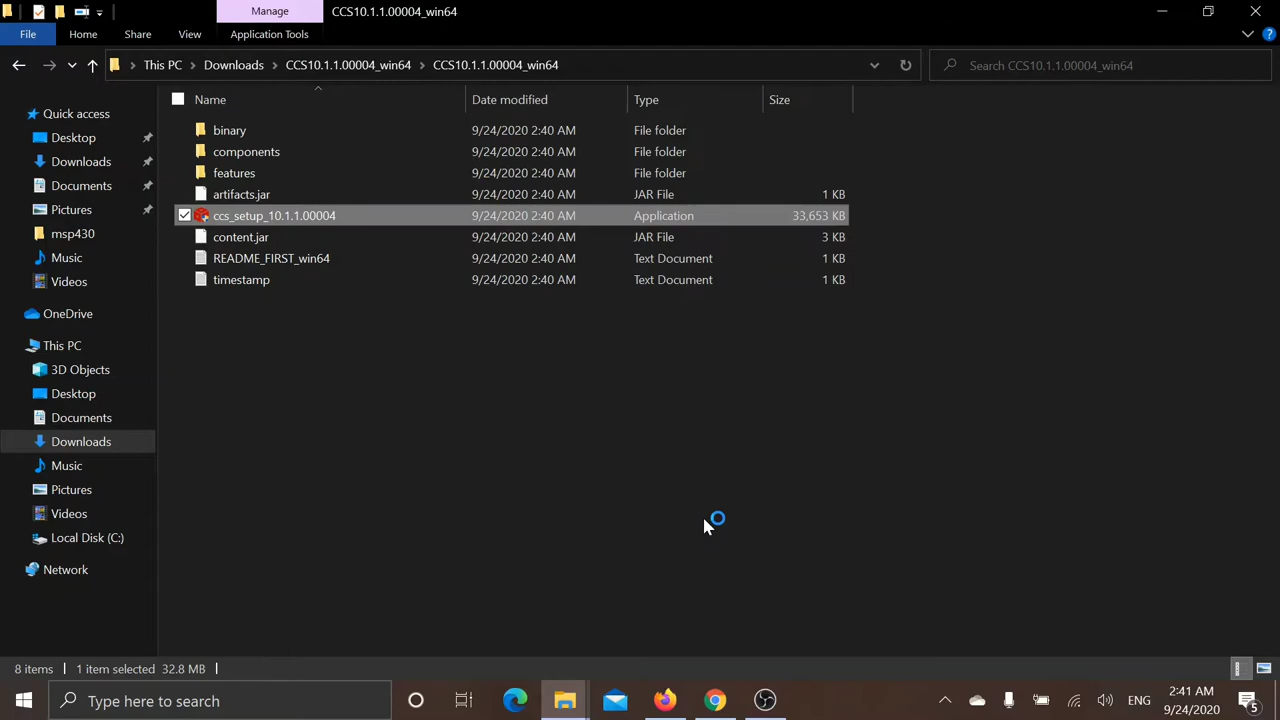 Manage
CCS10.1.1.00004_win64
File
Home
Share
View
Application Tools
This PC
Downloads
CCS10.1.1.00004_win64
CCS10.1.1.00004_win64
Search CCS10.1.1.00004_win64
Name
Date modified
Type
Size
Quick access
Desktop
Downloads
Documents
Pictures
msp430
Music
Videos
OneDrive
This PC
3D Objects
Desktop
Documents
Downloads
Music
Pictures
Videos
Local Disk (C:)
Network
binary 9/24/2020 2:40 AM File folder
components 9/24/2020 2:40 AM File folder
features 9/24/2020 2:40 AM File folder
artifacts.jar 9/24/2020 2:40 AM JAR File 1 KB
ccs_setup_10.1.1.00004 9/24/2020 2:40 AM Application 33,653 KB
content.jar 9/24/2020 2:40 AM JAR File 3 KB
README_FIRST_win64 9/24/2020 2:40 AM Text Document 1 KB
timestamp 9/24/2020 2:40 AM Text Document 1 KB
8 items
1 item selected 32.8 MB
Type here to search
ENG
2:41 AM
9/24/2020
5